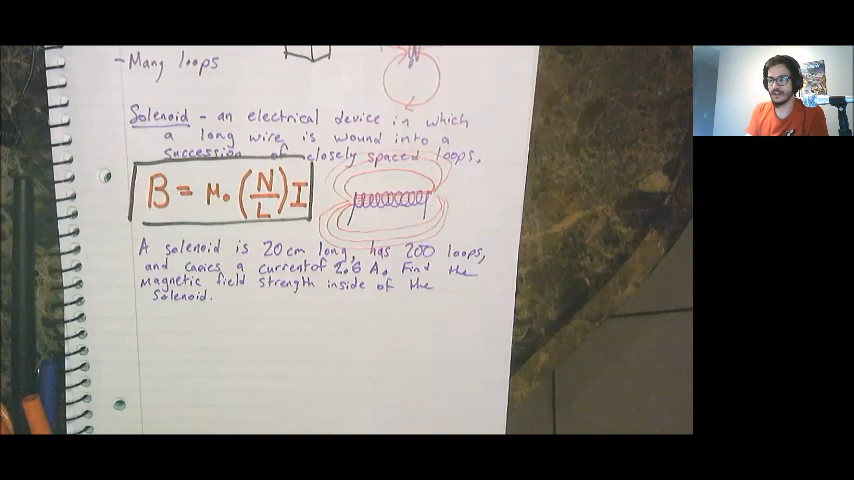 - Many loops
Solenoid - an electrical device in which
a long wire is wound into a
succession of closely spaced loops.
B = μ₀ (N/L) I
A solenoid is 20 cm long, has 200 loops,
and caries a current of 2.6 A. Find the
Magnetic field strength inside of the
Solenoid.